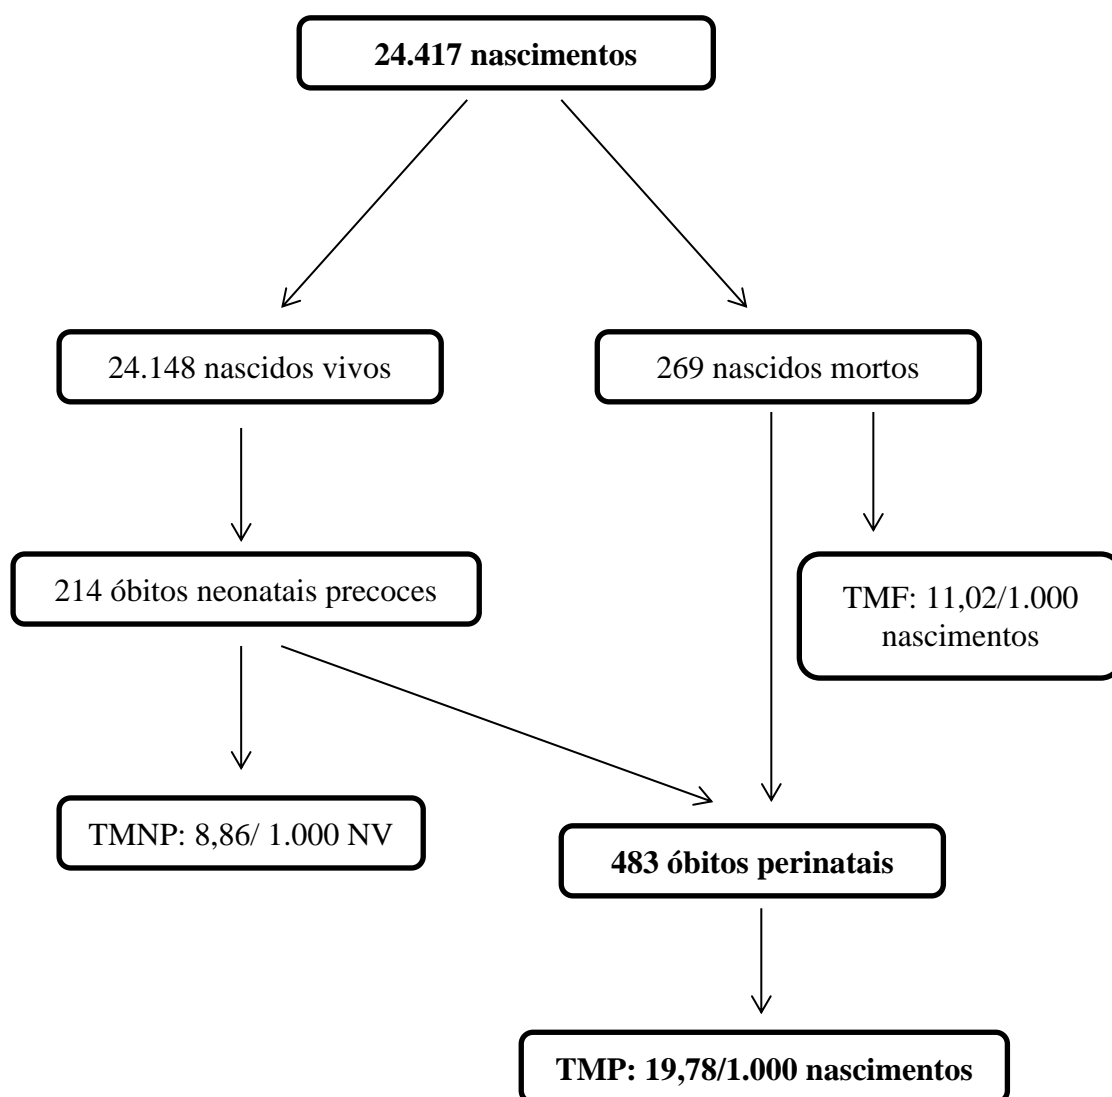 24.417 nascimentos
24.148 nascidos vivos
269 nascidos mortos
214 óbitos neonatais precoces
TMF: 11,02/1.000
nascimentos
TMNP: 8,86/ 1.000 NV
483 óbitos perinatais
TMP: 19,78/1.000 nascimentos